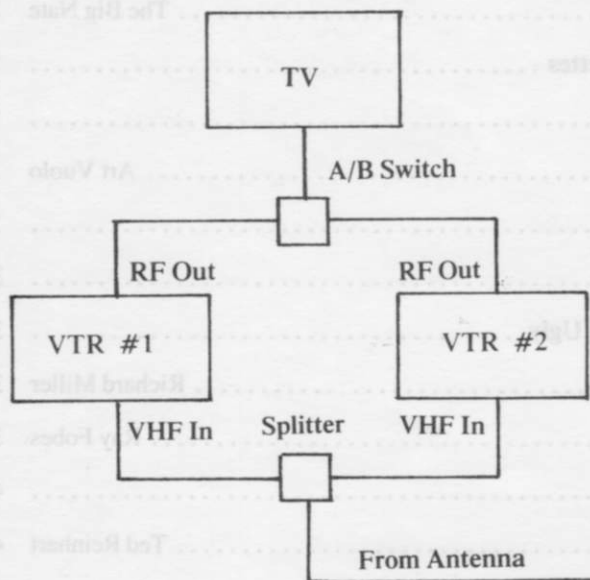 The Big Nate
TV
A/B Switch
Art Vuolo
RF Out RF Out
VTR #1 VTR #2
Richard Miller
VHF In Splitter VHF In
Fobes
Ted Reinhart
From Antenna